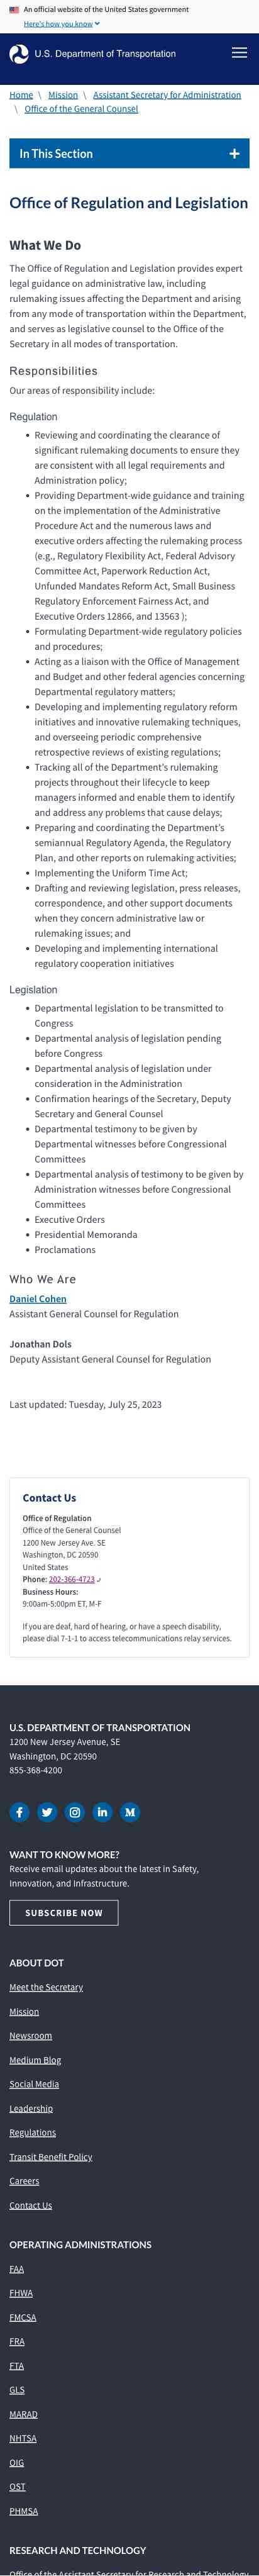 An official website of the United States government
Here's how you know
U.S. Department of Transportation
Home \ Mission \ Assistant Secretary for Administration
\ Office of the General Counsel
In This Section
Office of Regulation and Legislation
What We Do
The Office of Regulation and Legislation provides expert
legal guidance on administrative law, including
rulemaking issues affecting the Department and arising
from any mode of transportation within the Department,
and serves as legislative counsel to the Office of the
Secretary in all modes of transportation.
Responsibilities
Our areas of responsibility include:
Regulation
• Reviewing and coordinating the clearance of
significant rulemaking documents to ensure they
are consistent with all legal requirements and
Administration policy;
• Providing Department-wide guidance and training
on the implementation of the Administrative
Procedure Act and the numerous laws and
executive orders affecting the rulemaking process
(e.g., Regulatory Flexibility Act, Federal Advisory
Committee Act, Paperwork Reduction Act,
Unfunded Mandates Reform Act, Small Business
Regulatory Enforcement Fairness Act, and
Executive Orders 12866, and 13563 );
• Formulating Department-wide regulatory policies
and procedures;
• Acting as a liaison with the Office of Management
and Budget and other federal agencies concerning
Departmental regulatory matters;
• Developing and implementing regulatory reform
initiatives and innovative rulemaking techniques,
and overseeing periodic comprehensive
retrospective reviews of existing regulations;
• Tracking all of the Department's rulemaking
projects throughout their lifecycle to keep
managers informed and enable them to identify
and address any problems that cause delays;
• Preparing and coordinating the Department's
semiannual Regulatory Agenda, the Regulatory
Plan, and other reports on rulemaking activities;
• Implementing the Uniform Time Act;
• Drafting and reviewing legislation, press releases,
correspondence, and other support documents
when they concern administrative law or
rulemaking issues; and
• Developing and implementing international
regulatory cooperation initiatives
Legislation
• Departmental legislation to be transmitted to
Congress
• Departmental analysis of legislation pending
before Congress
• Departmental analysis of legislation under
consideration in the Administration
• Confirmation hearings of the Secretary, Deputy
Secretary and General Counsel
• Departmental testimony to be given by
Departmental witnesses before Congressional
Committees
• Departmental analysis of testimony to be given by
Administration witnesses before Congressional
Committees
• Executive Orders
• Presidential Memoranda
• Proclamations
Who We Are
Daniel Cohen
Assistant General Counsel for Regulation
Jonathan Dols
Deputy Assistant General Counsel for Regulation
Last updated: Tuesday, July 25, 2023
Contact Us
Office of Regulation
Office of the General Counsel
1200 New Jersey Ave. SE
Washington, DC 20590
United States
Phone: 202-366-4723
Business Hours:
9:00am-5:00pm ET, M-F
If you are deaf, hard of hearing, or have a speech disability,
please dial 7-1-1 to access telecommunications relay services.
U.S. DEPARTMENT OF TRANSPORTATION
1200 New Jersey Avenue, SE
Washington, DC 20590
855-368-4200
WANT TO KNOW MORE?
Receive email updates about the latest in Safety,
Innovation, and Infrastructure.
SUBSCRIBE NOW
ABOUT DOT
Meet the Secretary
Mission
Newsroom
Medium Blog
Social Media
Leadership
Regulations
Transit Benefit Policy
Careers
Contact Us
OPERATING ADMINISTRATIONS
FAA
FHWA
FMCSA
FRA
FTA
GLS
MARAD
NHTSA
OIG
OST
PHMSA
RESEARCH AND TECHNOLOGY
Office of the Assistant Secretary for Research and Technology